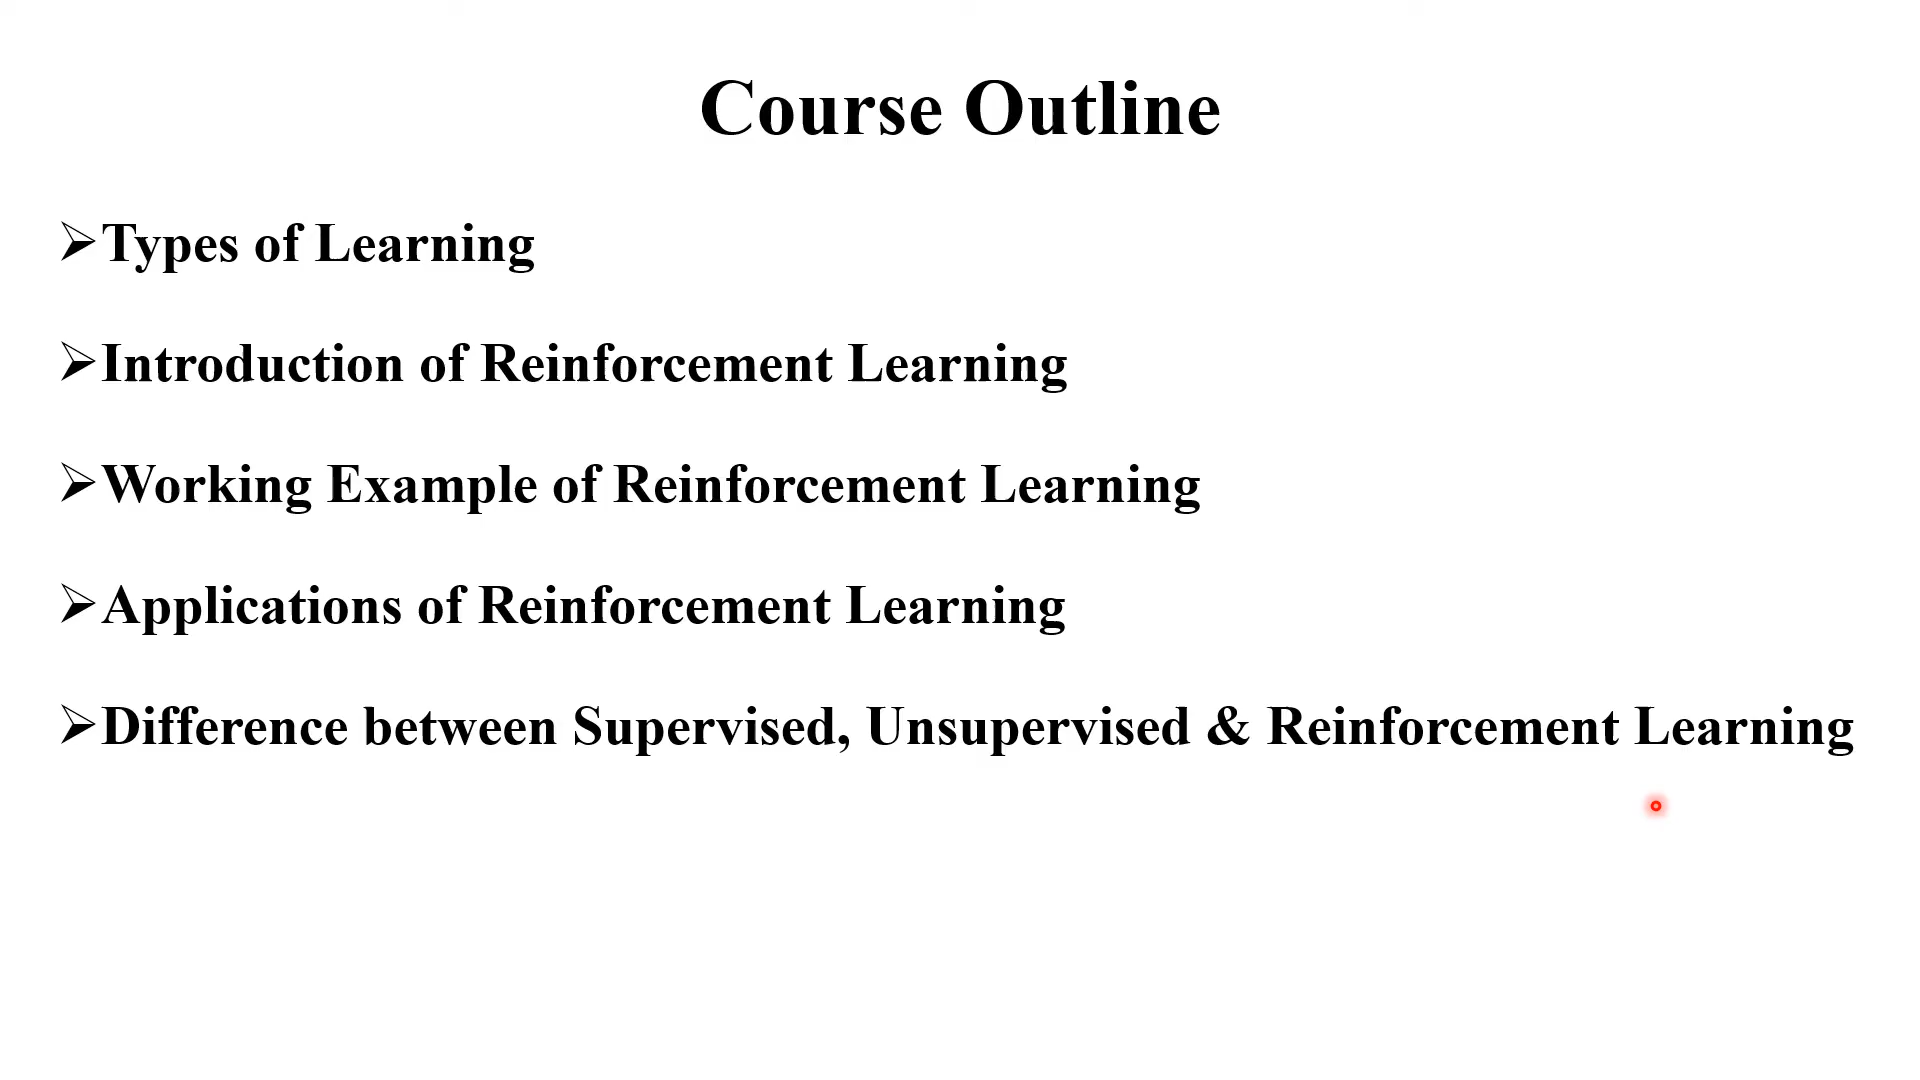 Course Outline
➢Types of Learning
➢Introduction of Reinforcement Learning
➢Working Example of Reinforcement Learning
➢Applications of Reinforcement Learning
➢Difference between Supervised, Unsupervised & Reinforcement Learning